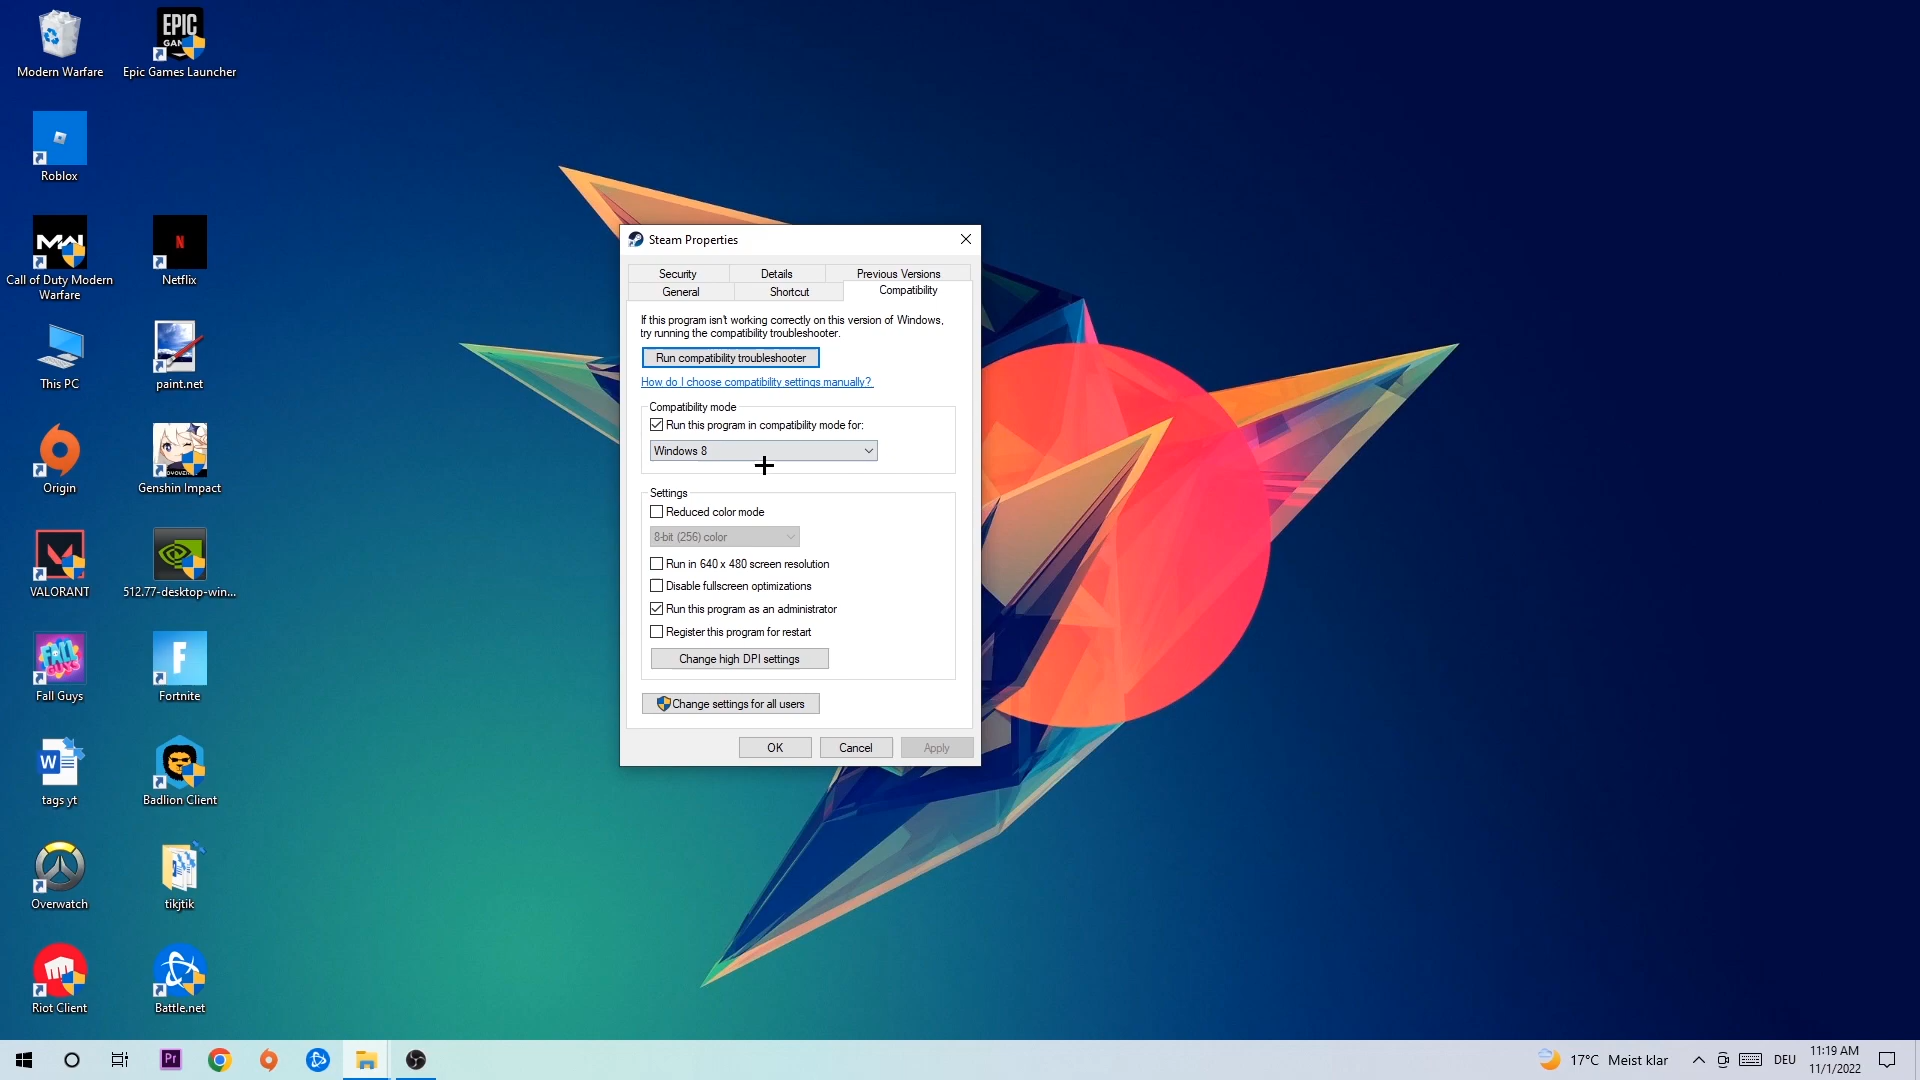 Modern Warfare
EPIC
GAMES
Epic Games Launcher
Roblox
MW
Call of Duty Modern
Warfare
N
Netflix
This PC
paint.net
Origin
Genshin Impact
VALORANT
512.77-desktop-win...
FALL
GUYS
Fall Guys
F
Fortnite
W
tags yt
Badlion Client
Overwatch
tikjtik
Riot Client
Battle.net
Steam Properties
Security
Details
Previous Versions
General
Shortcut
Compatibility
If this program isn't working correctly on this version of Windows,
try running the compatibility troubleshooter.
Run compatibility troubleshooter
How do I choose compatibility settings manually?
Compatibility mode
Run this program in compatibility mode for:
Windows 8
Settings
Reduced color mode
8-bit (256) color
Run in 640 x 480 screen resolution
Disable fullscreen optimizations
Run this program as an administrator
Register this program for restart
Change high DPI settings
Change settings for all users
OK
Cancel
Apply
Pr
17°C Meist klar
DEU
11:19 AM
11/1/2022